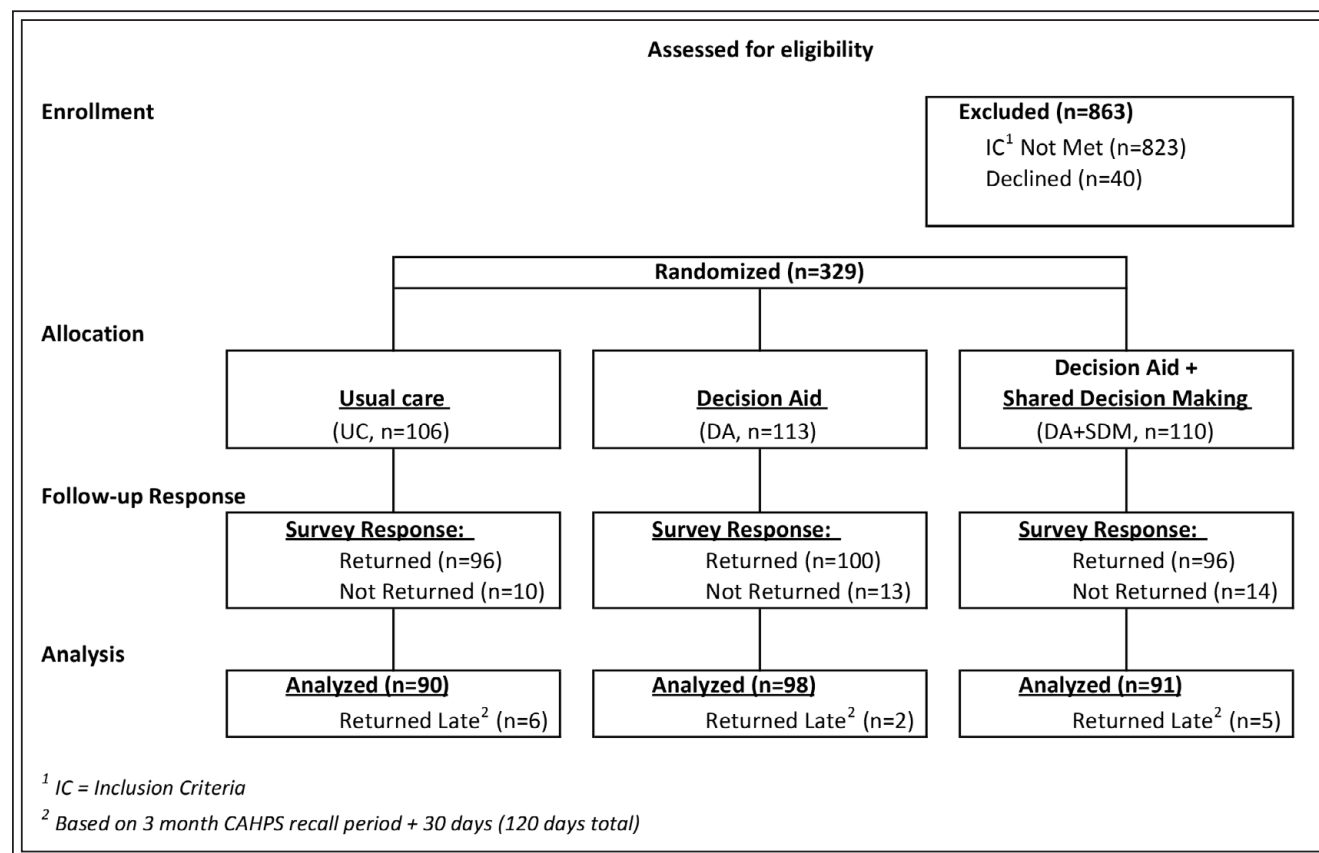 Assessed for eligibility
Enrollment
Excluded (n=863)
IC¹ Not Met (n=823)
Declined (n=40)
Randomized (n=329)
Allocation
Usual care
(UC, n=106)
Decision Aid
(DA, n=113)
Decision Aid +
Shared Decision Making
(DA+SDM, n=110)
Follow-up Response
Survey Response:
Returned (n=96)
Not Returned (n=10)
Survey Response:
Returned (n=100)
Not Returned (n=13)
Survey Response:
Returned (n=96)
Not Returned (n=14)
Analysis
Analyzed (n=90)
Returned Late² (n=6)
Analyzed (n=98)
Returned Late² (n=2)
Analyzed (n=91)
Returned Late² (n=5)
¹ IC = Inclusion Criteria
² Based on 3 month CAHPS recall period + 30 days (120 days total)